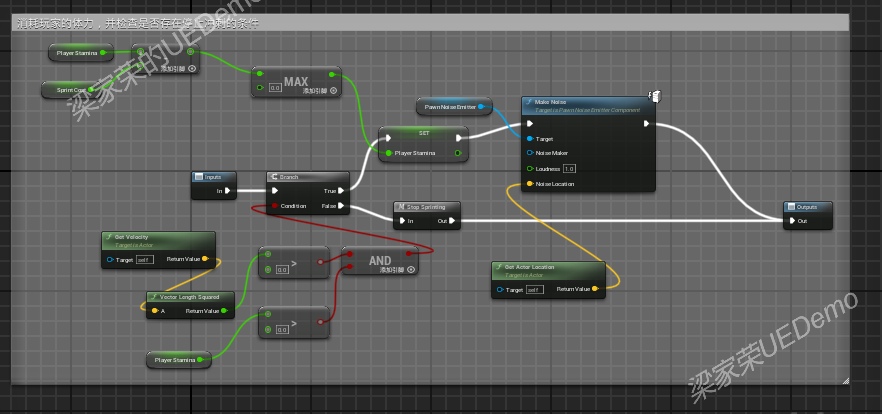 消耗玩家的体力，并检查是否存在停止冲刺的条件
梁家荣的UEDemo
Player Stamina
Sprint Cost
添加引脚
0.0
MAX
添加引脚
Pawn Noise Emitter
Make Noise
Target is Pawn Noise Emitter Component
Target
Noise Maker
Loudness 1.0
Noise Location
SET
Player Stamina
Inputs
In
Branch
True
Condition
False
Stop Sprinting
In
Out
Outputs
Out
Get Velocity
Target is Actor
Target self
Return Value
Vector Length Squared
A
Return Value
0.0
>
AND
添加引脚
0.0
>
Player Stamina
Get Actor Location
Target is Actor
Target self
Return Value
梁家荣UEDemo